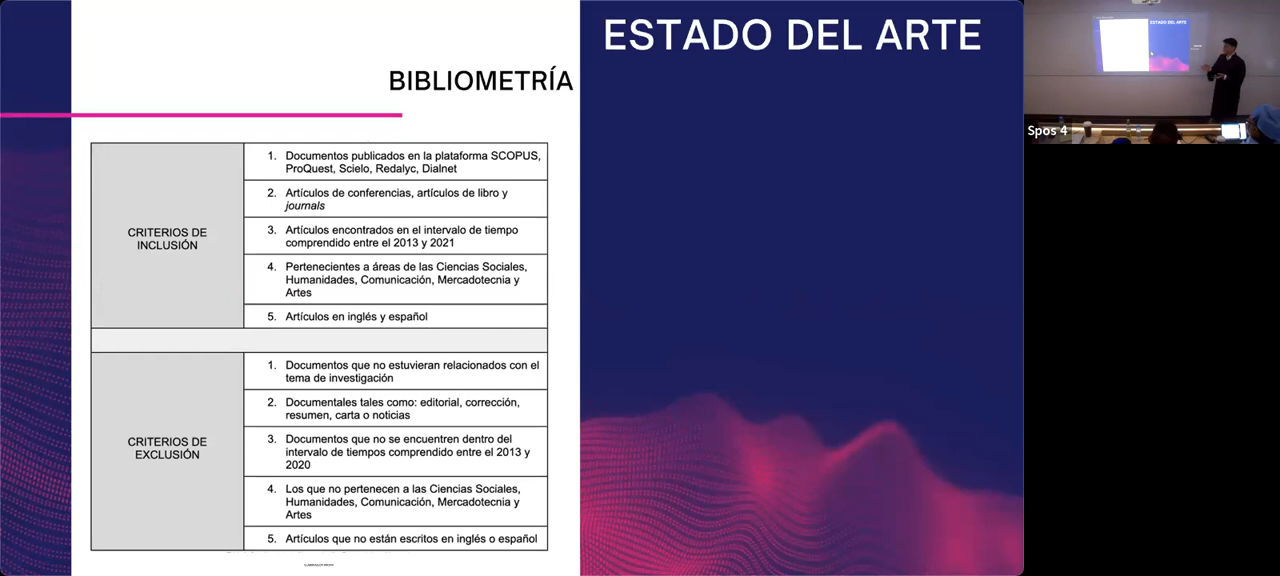 ESTADO DEL ARTE
BIBLIOMETRÍA
CRITERIOS DE
INCLUSIÓN
1. Documentos publicados en la plataforma SCOPUS,
ProQuest, Scielo, Redalyc, Dialnet
2. Artículos de conferencias, artículos de libro y
journals
3. Artículos encontrados en el intervalo de tiempo
comprendido entre el 2013 y 2021
4. Pertenecientes a áreas de las Ciencias Sociales,
Humanidades, Comunicación, Mercadotecnia y
Artes
5. Artículos en inglés y español
CRITERIOS DE
EXCLUSIÓN
1. Documentos que no estuvieran relacionados con el
tema de investigación
2. Documentales tales como: editorial, corrección,
resumen, carta o noticias
3. Documentos que no se encuentren dentro del
intervalo de tiempos comprendido entre el 2013 y
2020
4. Los que no pertenecen a las Ciencias Sociales,
Humanidades, Comunicación, Mercadotecnia y
Artes
5. Artículos que no están escritos en inglés o español
ESTADO DEL ARTE
Spos 4